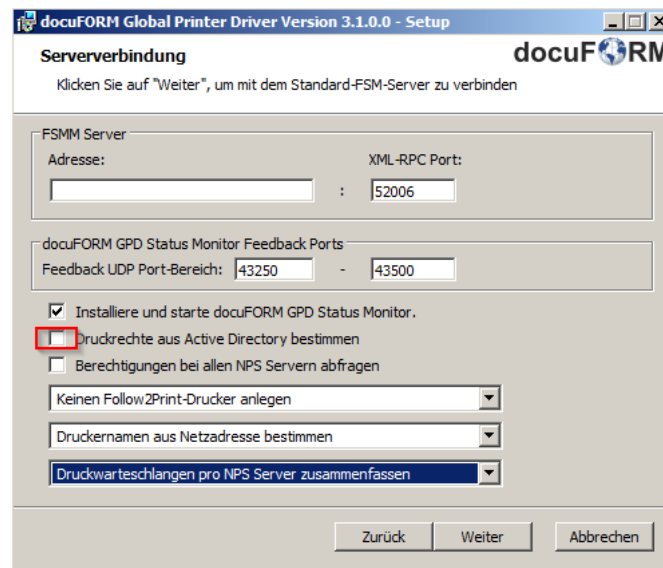 docuFORM Global Printer Driver Version 3.1.0.0 - Setup
Serververbindung
docuFORM
Klicken Sie auf "Weiter", um mit dem Standard-FSM-Server zu verbinden
FSMM Server
Adresse: XML-RPC Port:
: 52006
docuFORM GPD Status Monitor Feedback Ports
Feedback UDP Port-Bereich: 43250 - 43500
Installiere und starte docuFORM GPD Status Monitor.
Druckrechte aus Active Directory bestimmen
Berechtigungen bei allen NPS Servern abfragen
Keinen Follow2Print-Drucker anlegen
Druckernamen aus Netzadresse bestimmen
Druckwarteschlangen pro NPS Server zusammenfassen
Zurück Weiter Abbrechen